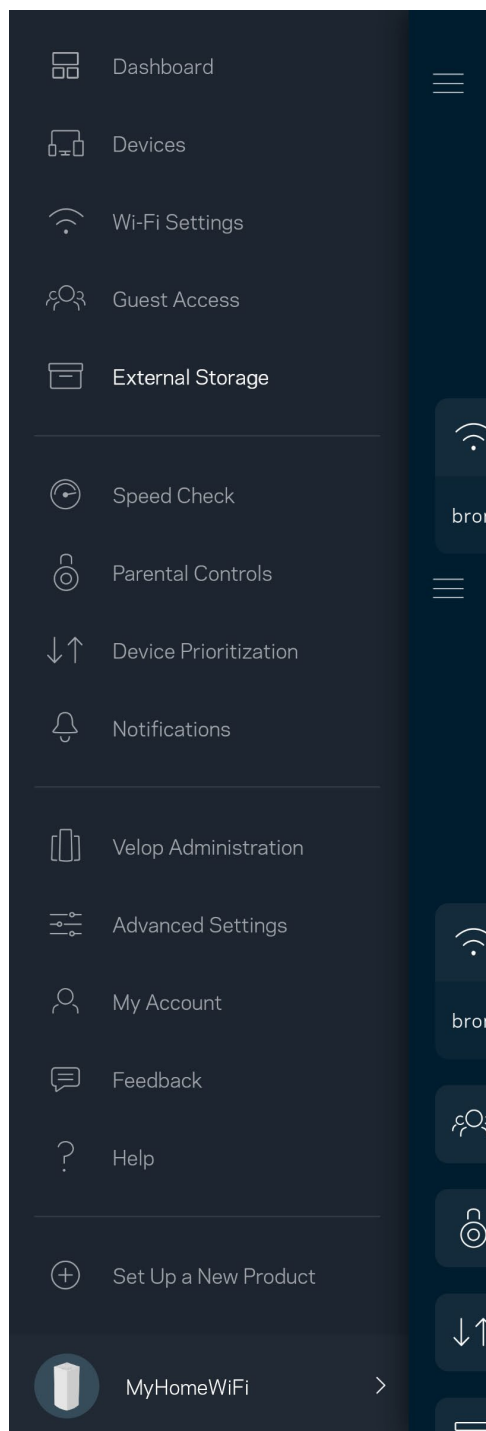 Dashboard
Devices
Wi-Fi Settings
Guest Access
External Storage
Speed Check
Parental Controls
Device Prioritization
Notifications
Velop Administration
Advanced Settings
My Account
Feedback
Help
Set Up a New Product
MyHomeWiFi